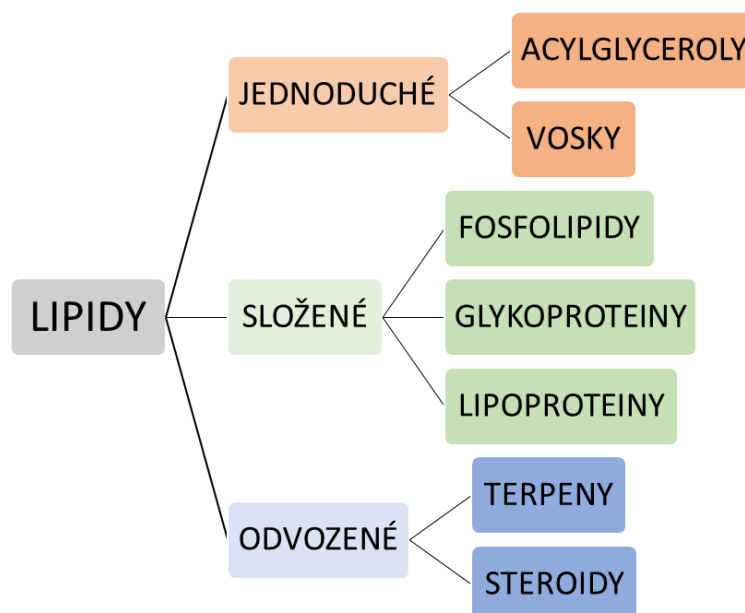 LIPIDY
JEDNODUCHÉ
ACYLGLYCEROLY
VOSKY
SLOŽENÉ
FOSFOLIPIDY
GLYKOPROTEINY
LIPOPROTEINY
ODVOZENÉ
TERPENY
STEROIDY